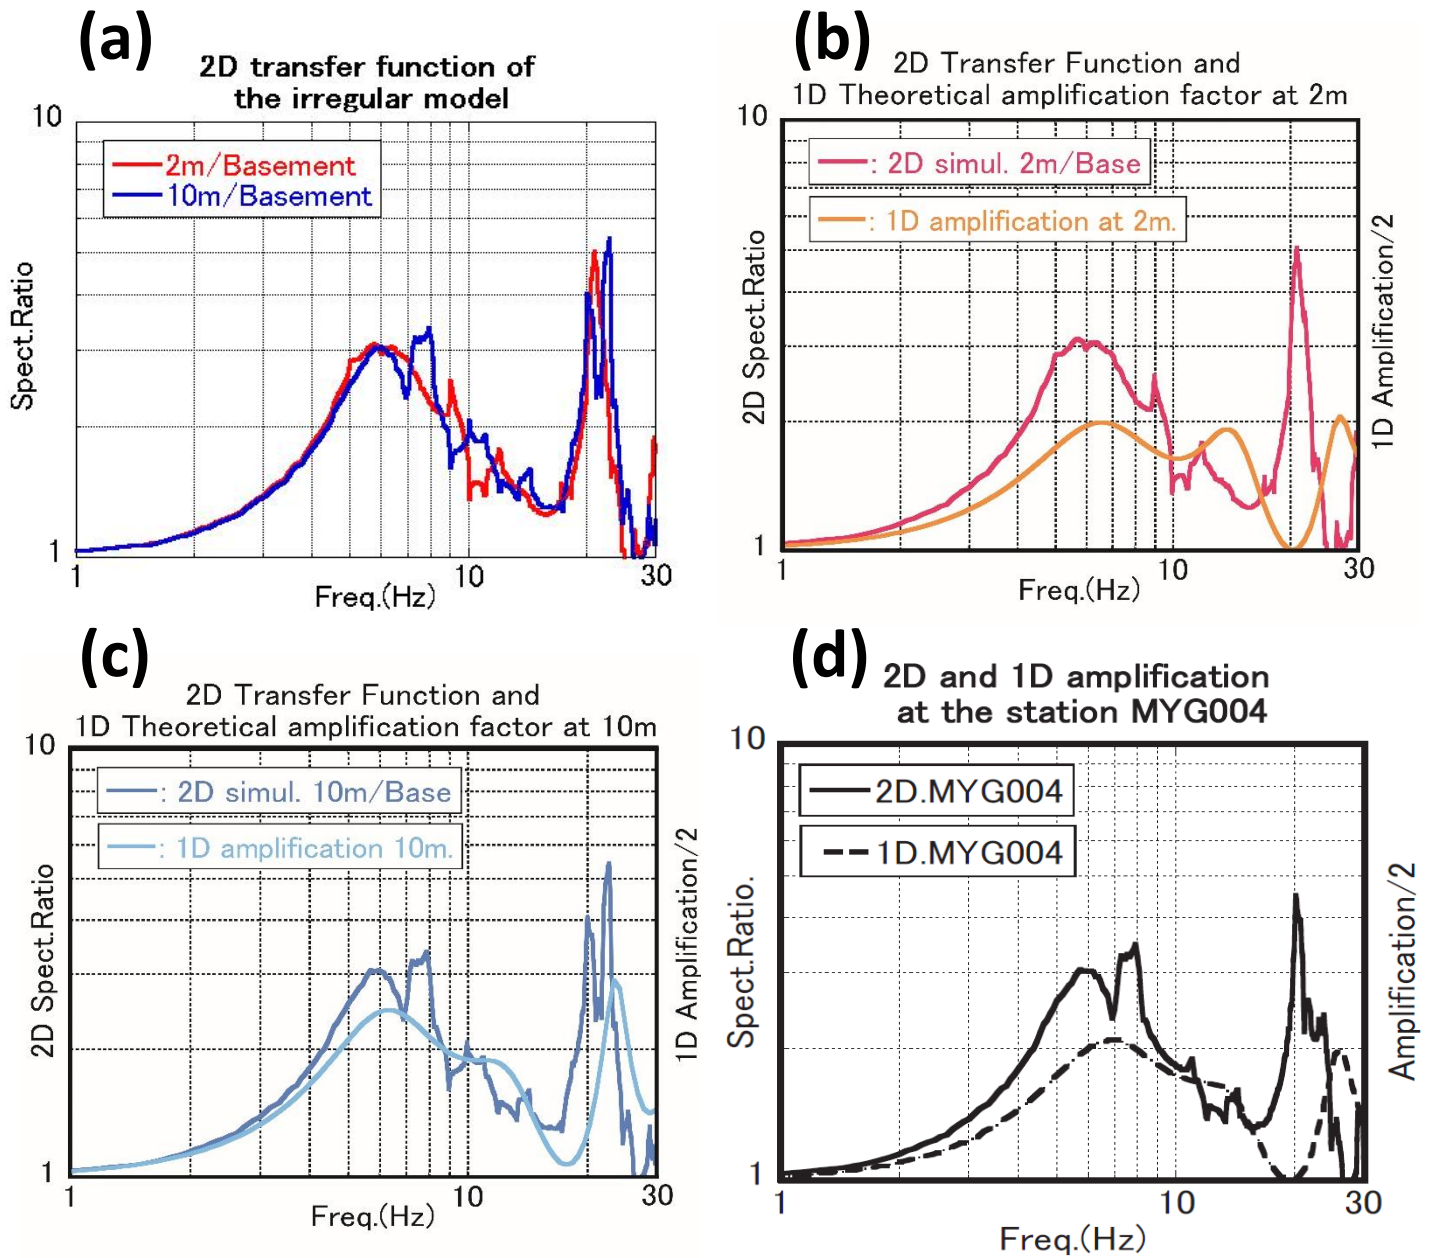 (a)
2D transfer function of
the irregular model
10
2m/Basement
10m/Basement
Spect.Ratio
1
1
10
30
Freq.(Hz)
(b)
2D Transfer Function and
1D Theoretical amplification factor at 2m
10
: 2D simul. 2m/Base
: 1D amplification at 2m.
2D Spect.Ratio
1D Amplification/2
1
1
10
30
Freq.(Hz)
(c)
2D Transfer Function and
1D Theoretical amplification factor at 10m
10
: 2D simul. 10m/Base
: 1D amplification 10m.
2D Spect.Ratio
1D Amplification/2
1
1
10
30
Freq.(Hz)
(d)
2D and 1D amplification
at the station MYG004
10
2D.MYG004
1D.MYG004
Spect.Ratio.
Amplification/2
1
1
10
30
Freq.(Hz)